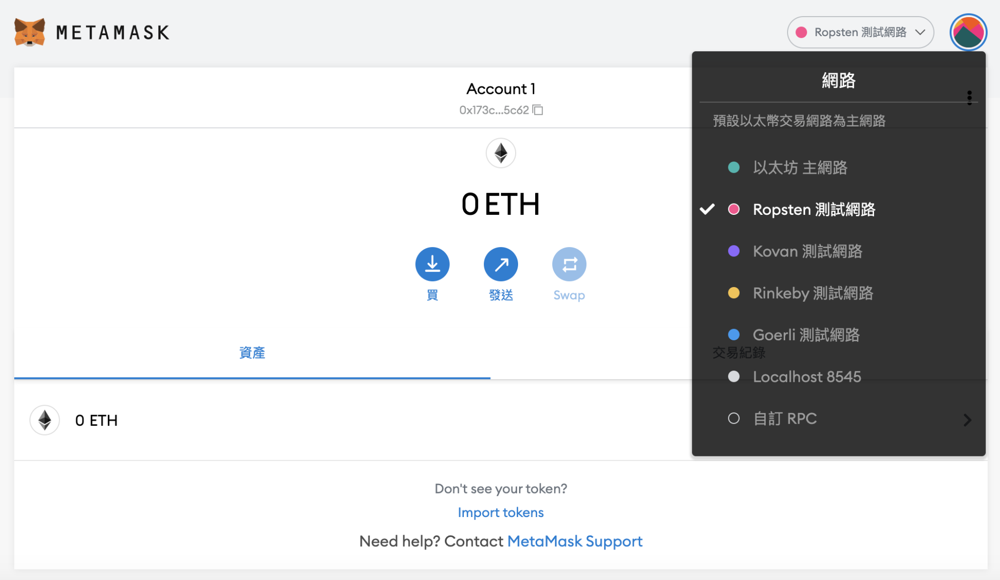 METAMASK
Ropsten 測試網路
Account 1
0x173c...5c62
0 ETH
買
發送
Swap
資產
交易紀錄
0 ETH
Don't see your token?
Import tokens
Need help? Contact MetaMask Support
網路
預設以太幣交易網路為主網路
以太坊 主網路
Ropsten 測試網路
Kovan 測試網路
Rinkeby 測試網路
Goerli 測試網路
Localhost 8545
自訂 RPC